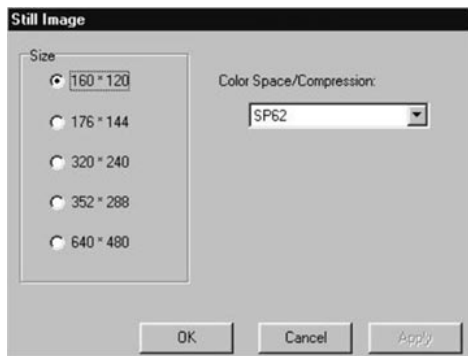 Still Image
Size
160 * 120
176 * 144
320 * 240
352 * 288
640 * 480
Color Space/Compression:
SP62
OK
Cancel
Apply